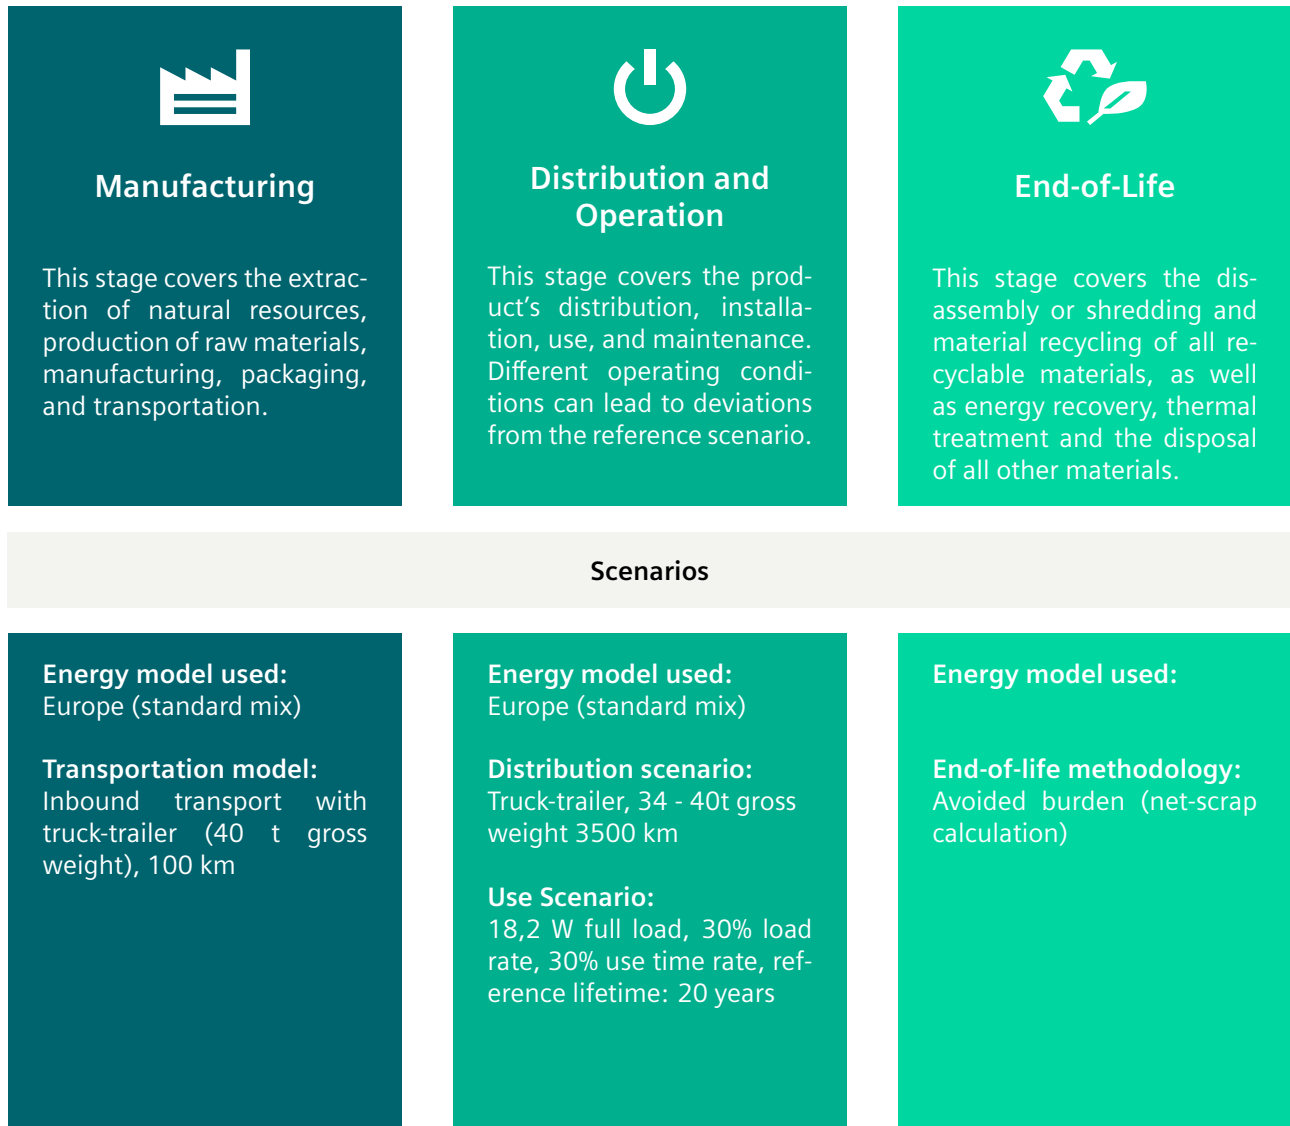 Manufacturing
This stage covers the extrac-
tion of natural resources,
production of raw materials,
manufacturing, packaging,
and transportation.
Distribution and
Operation
This stage covers the prod-
uct's distribution, installa-
tion, use, and maintenance.
Different operating condi-
tions can lead to deviations
from the reference scenario.
End-of-Life
This stage covers the dis-
assembly or shredding and
material recycling of all re-
cyclable materials, as well
as energy recovery, thermal
treatment and the disposal
of all other materials.
Scenarios
Energy model used:
Europe (standard mix)
Transportation model:
Inbound transport with
truck-trailer (40 t gross
weight), 100 km
Energy model used:
Europe (standard mix)
Distribution scenario:
Truck-trailer, 34 - 40t gross
weight 3500 km
Use Scenario:
18,2 W full load, 30% load
rate, 30% use time rate, ref-
erence lifetime: 20 years
Energy model used:
End-of-life methodology:
Avoided burden (net-scrap
calculation)